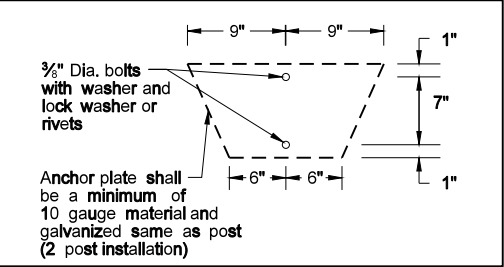 9" 9"
1"
⅜" Dia. bolts
with washer and
lock washer or
rivets
7"
Anchor plate shall
be a minimum of
10 gauge material and
galvanized same as post
(2 post installation)
6" 6"
1"